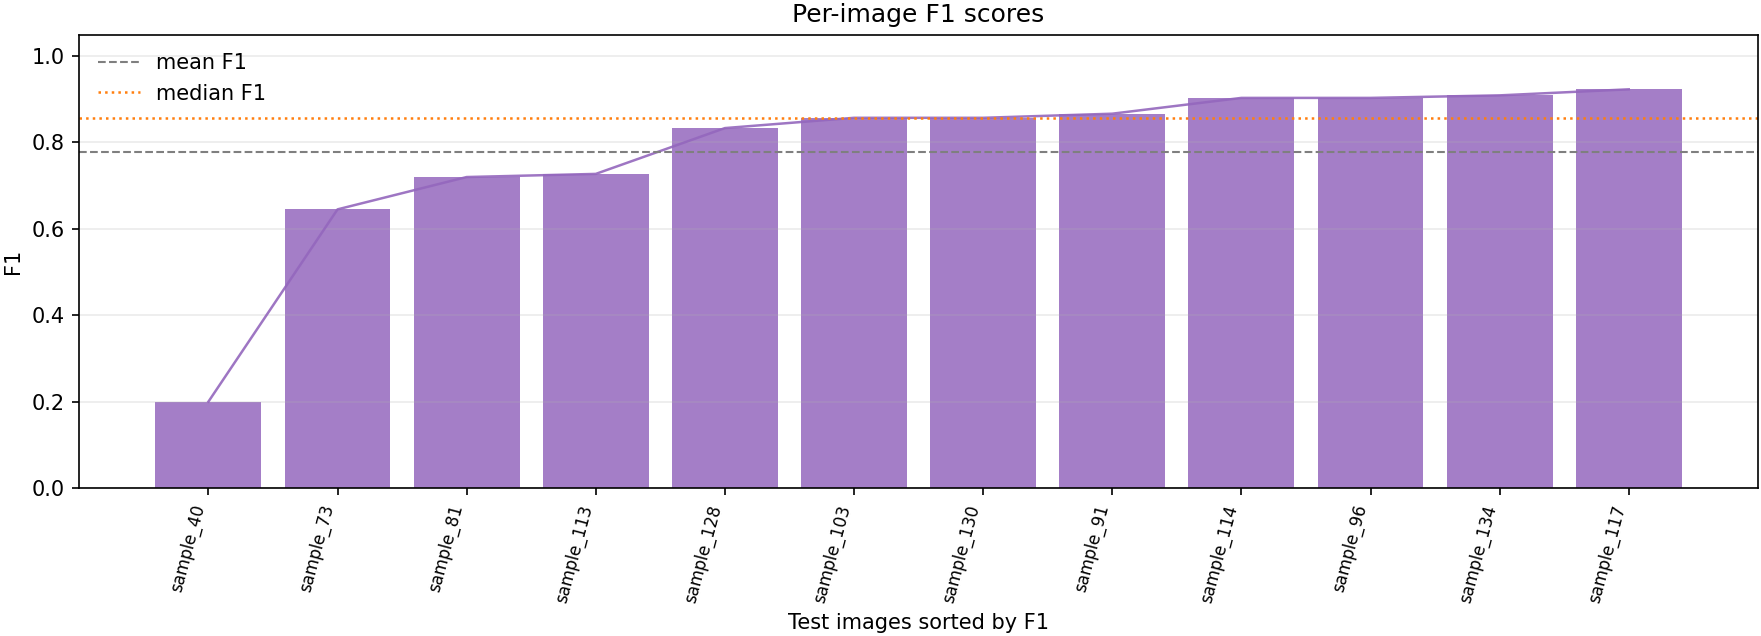 Per-image F1 scores
mean F1
median F1
1.0
0.8
0.6
0.4
0.2
0.0
F1
sample_40
sample_73
sample_81
sample_113
sample_128
sample_103
sample_130
sample_91
sample_114
sample_96
sample_134
sample_117
Test images sorted by F1